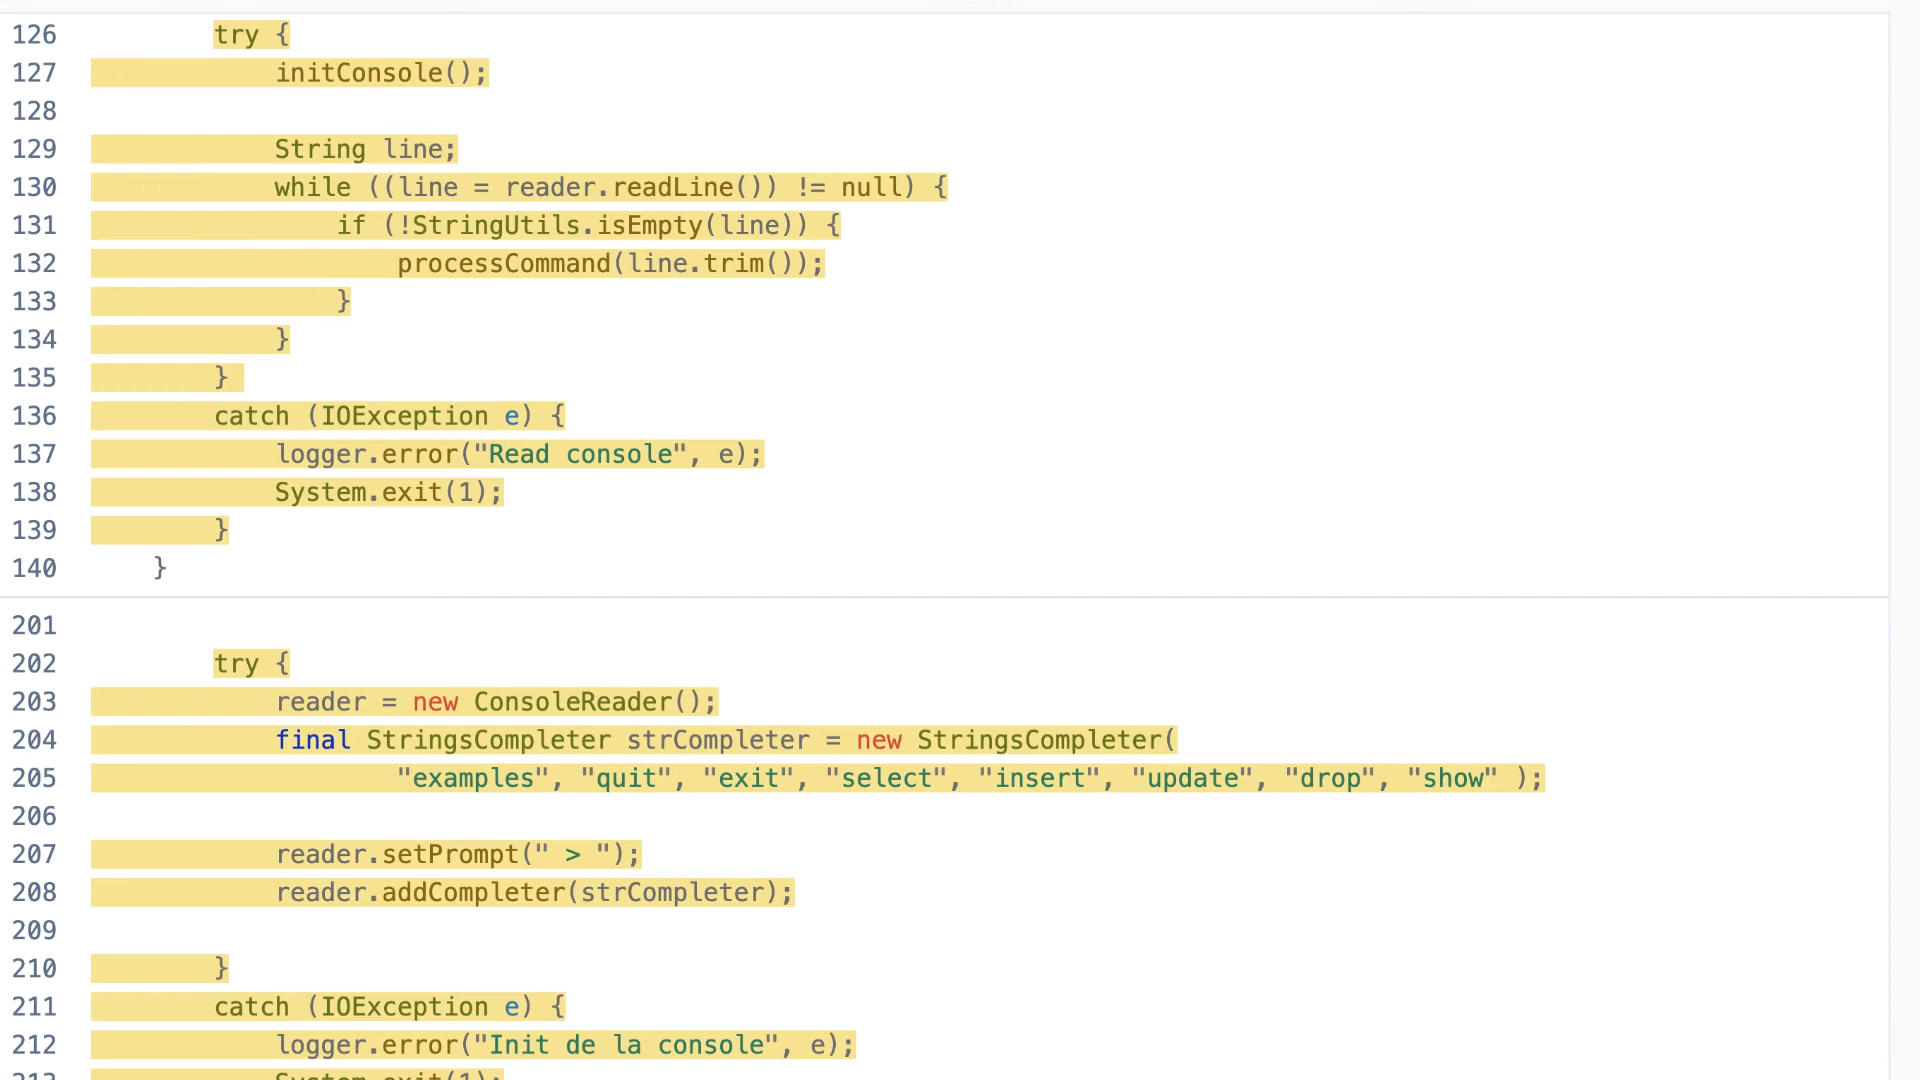 126 try {
127 initConsole();
128
129 String line;
130 while ((line = reader.readLine()) != null) {
131 if (!StringUtils.isEmpty(line)) {
132 processCommand(line.trim());
133 }
134 }
135 }
136 catch (IOException e) {
137 logger.error("Read console", e);
138 System.exit(1);
139 }
140 }
201
202 try {
203 reader = new ConsoleReader();
204 final StringsCompleter strCompleter = new StringsCompleter(
205 "examples", "quit", "exit", "select", "insert", "update", "drop", "show" );
206
207 reader.setPrompt(" > ");
208 reader.addCompleter(strCompleter);
209
210 }
211 catch (IOException e) {
212 logger.error("Init de la console", e);
213 System.exit(1);